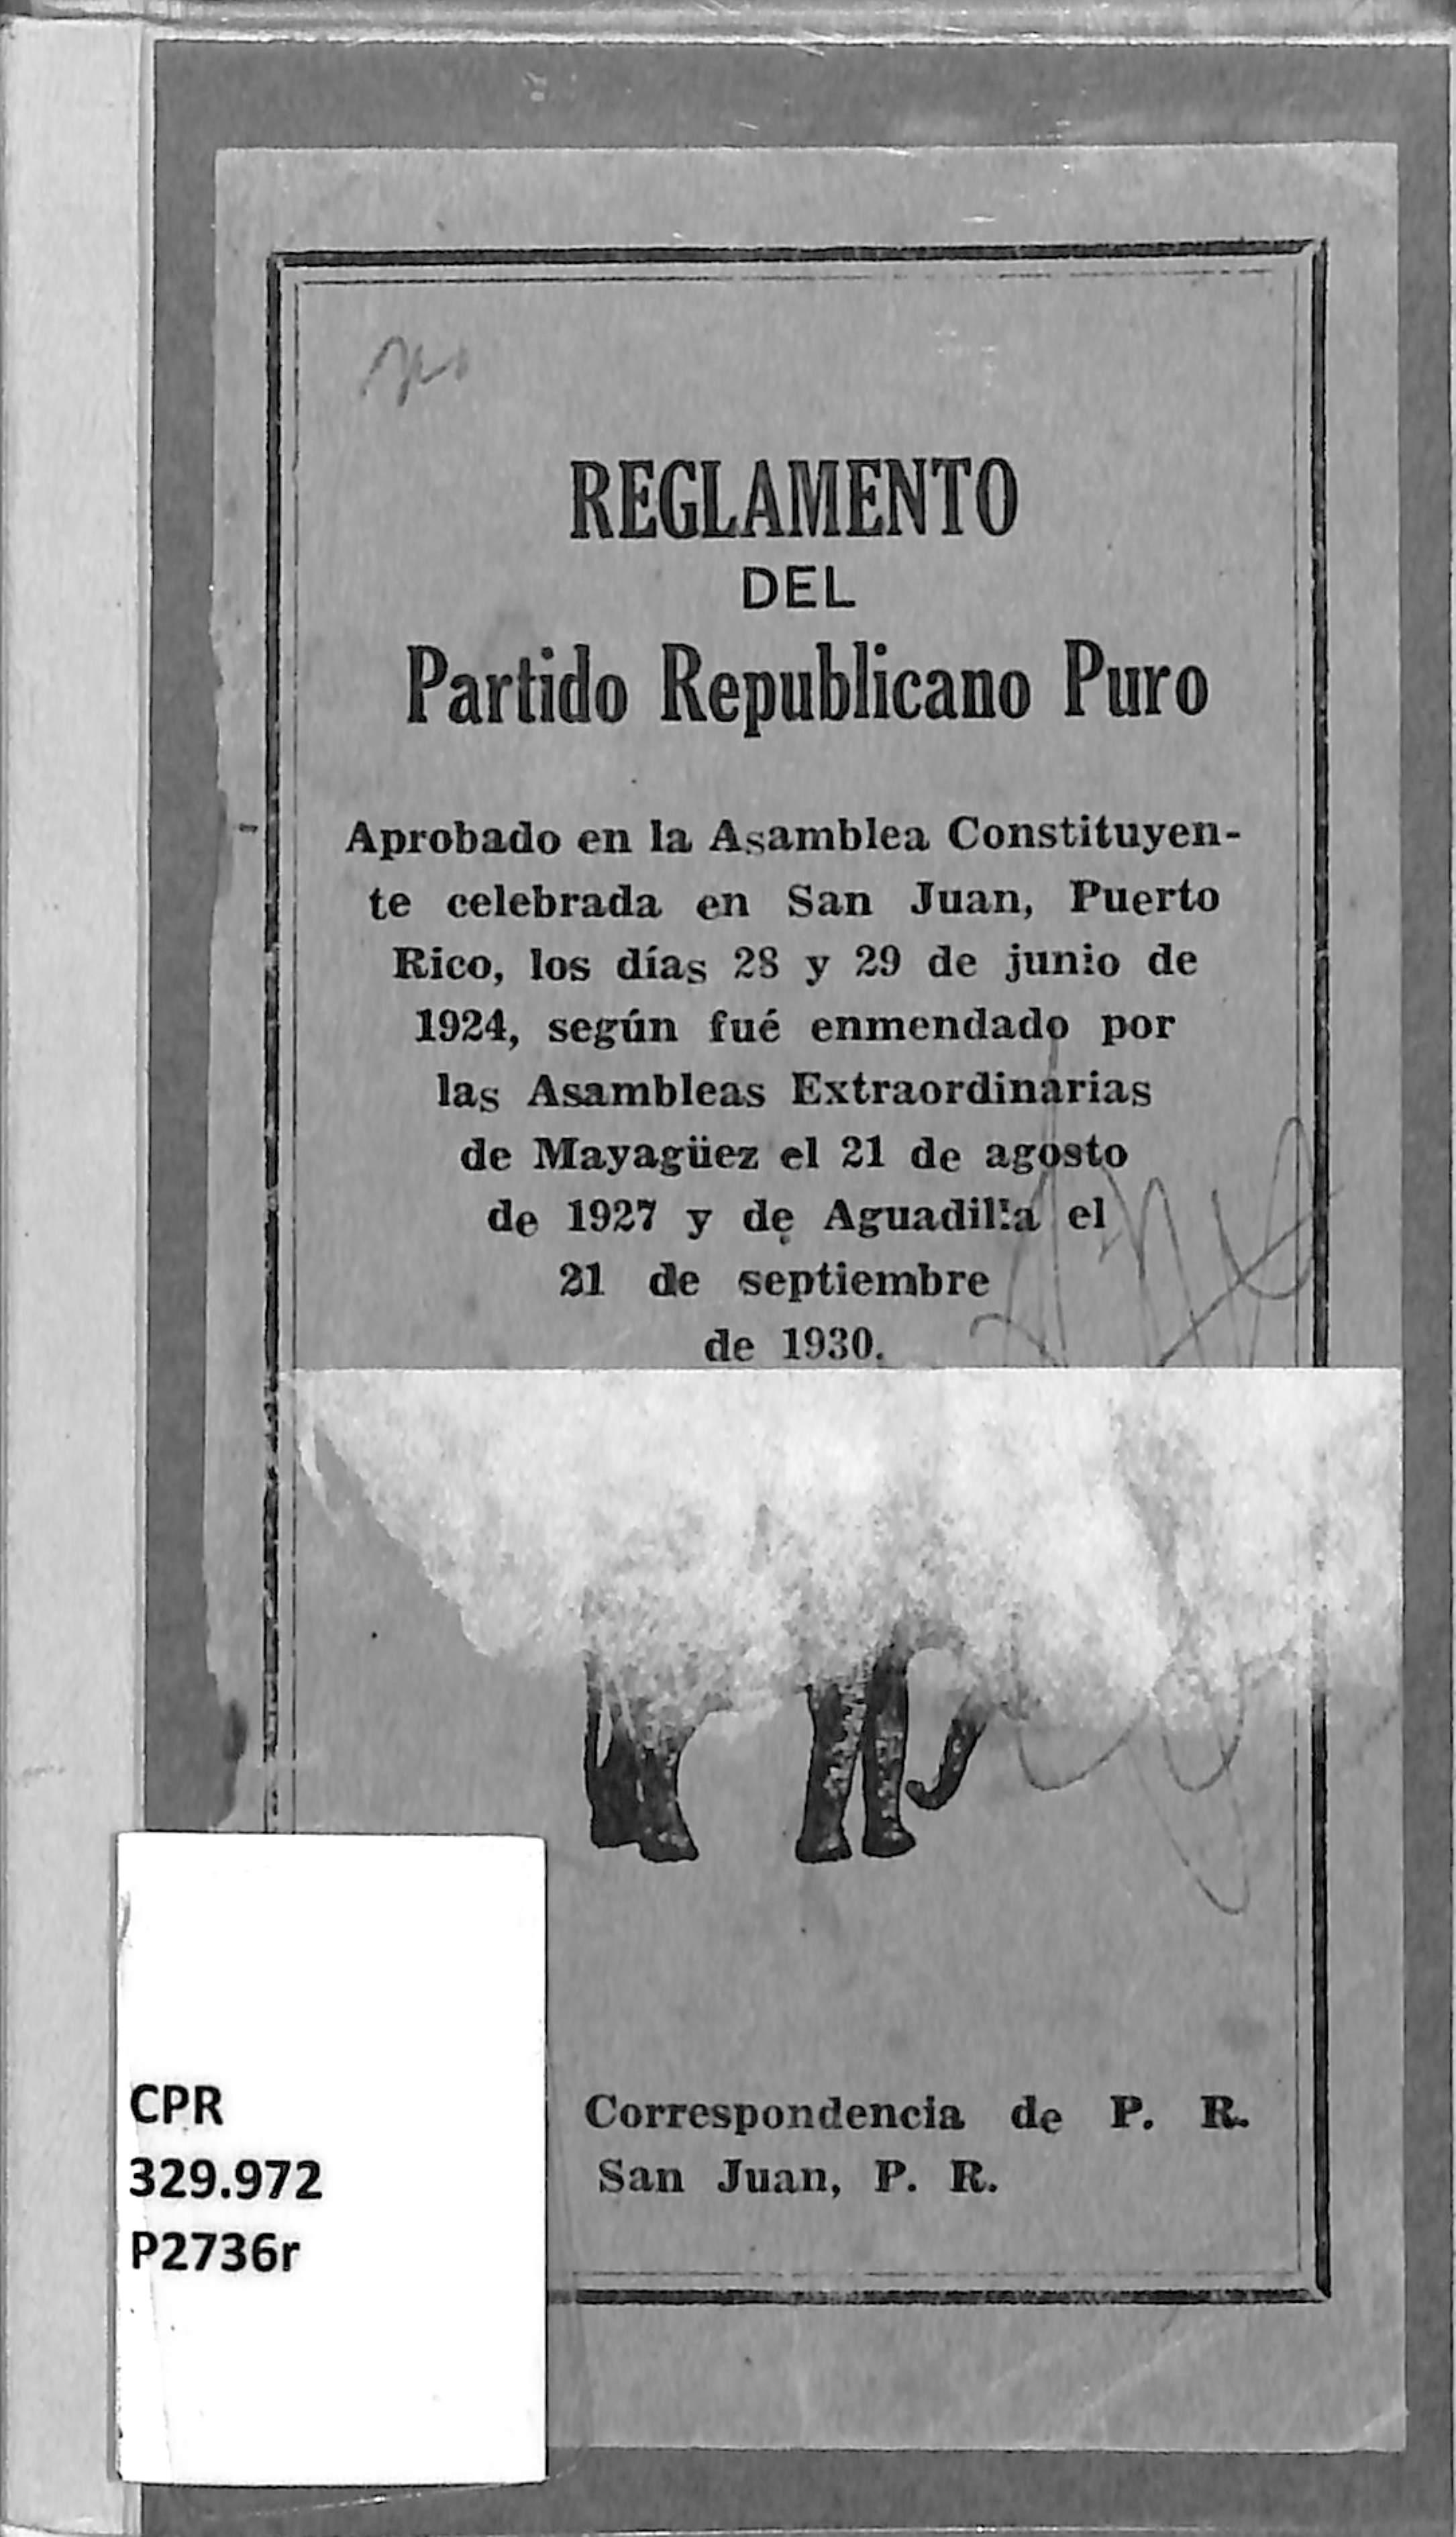 REGLAMENTO
DEL
Partido Republicano Puro
Aprobado en la Asamblea Constituyen-
te celebrada en San Juan, Puerto
Rico, los días 28 y 29 de junio de
1924, según fué enmendado por
las Asambleas Extraordinarias
de Mayagüez el 21 de agosto
de 1927 y de Aguadilla el
21 de septiembre
de 1930.
Correspondencia de P. R.
San Juan, P. R.
CPR
329.972
P2736r